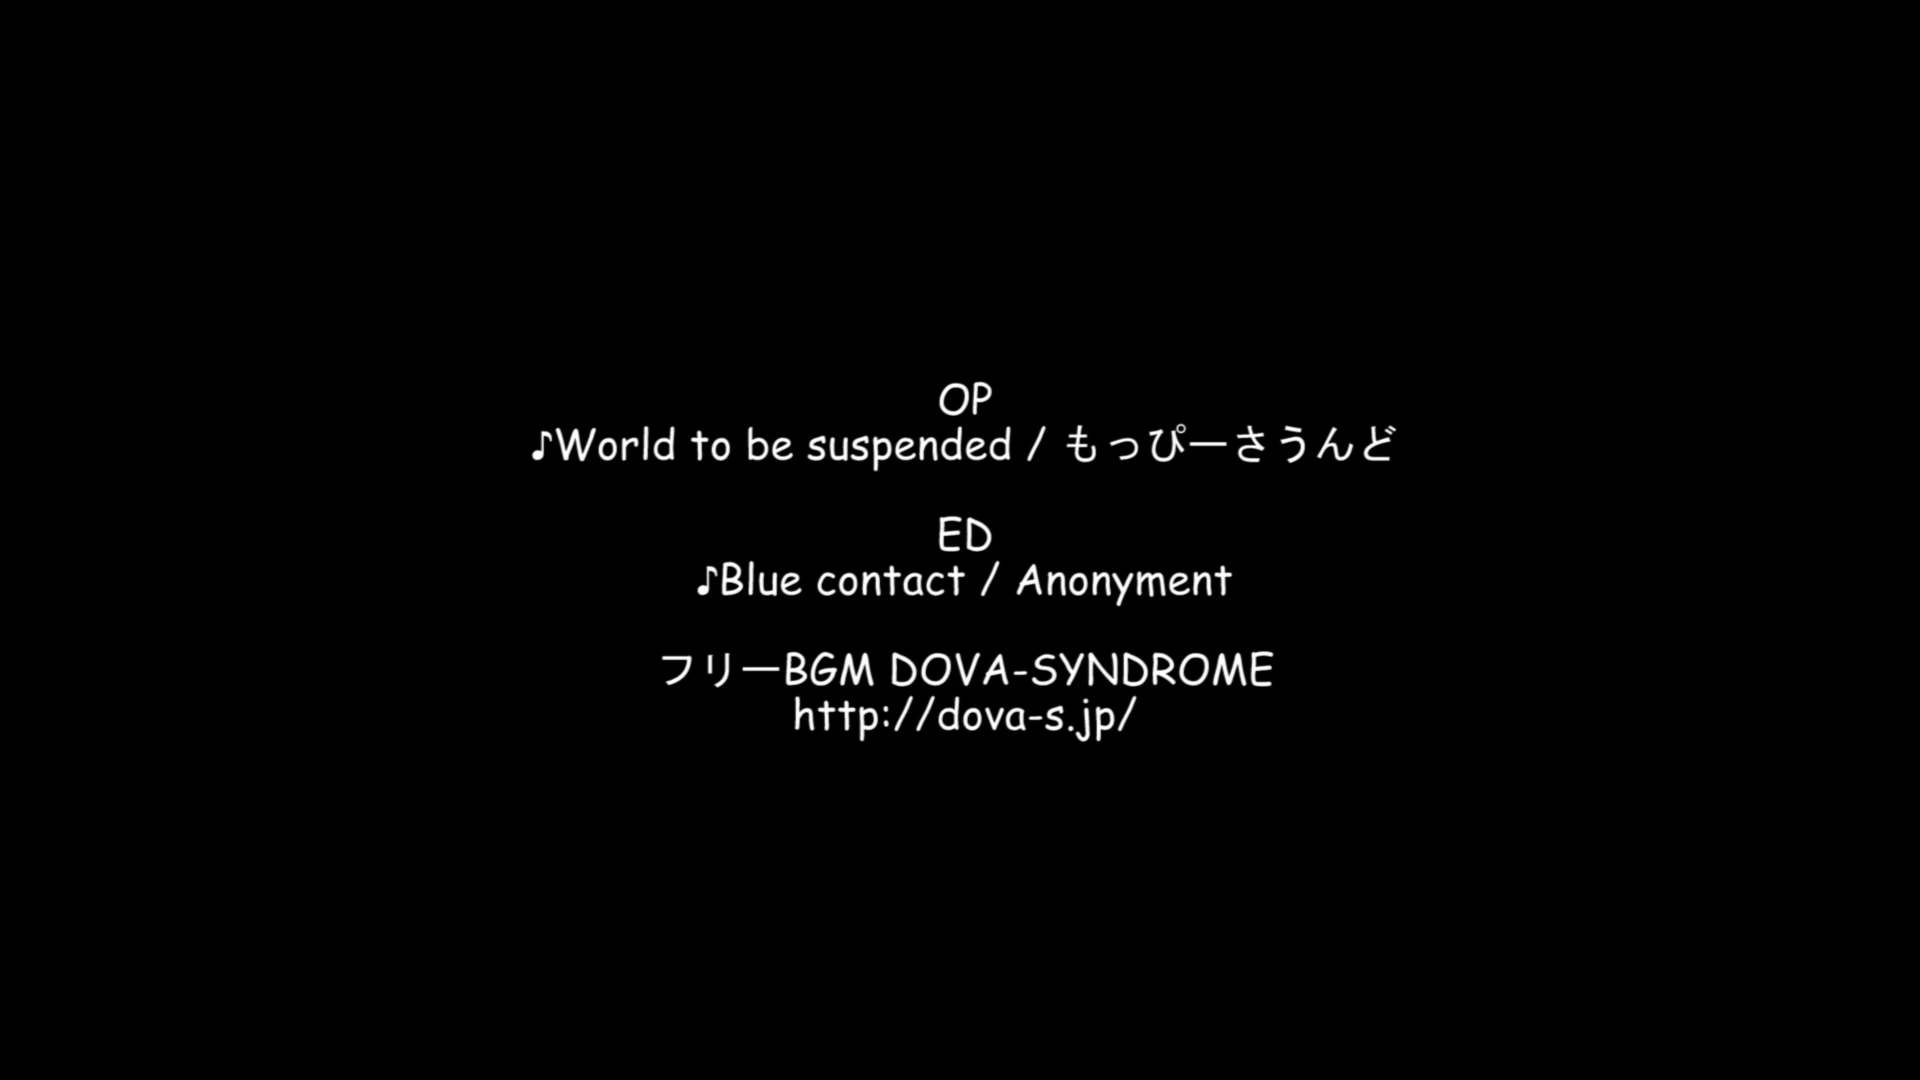 OP
♪World to be suspended / もっぴーさうんど
ED
♪Blue contact / Anonyment
フリーBGM DOVA-SYNDROME
http://dova-s.jp/